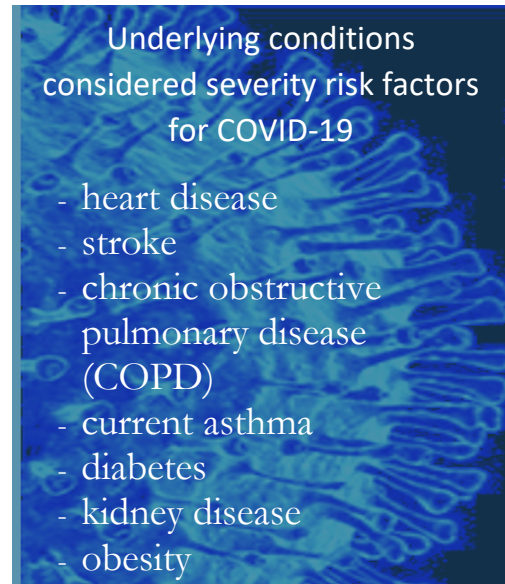 Underlying conditions
considered severity risk factors
for COVID-19
- heart disease
- stroke
- chronic obstructive
pulmonary disease
(COPD)
- current asthma
- diabetes
- kidney disease
- obesity